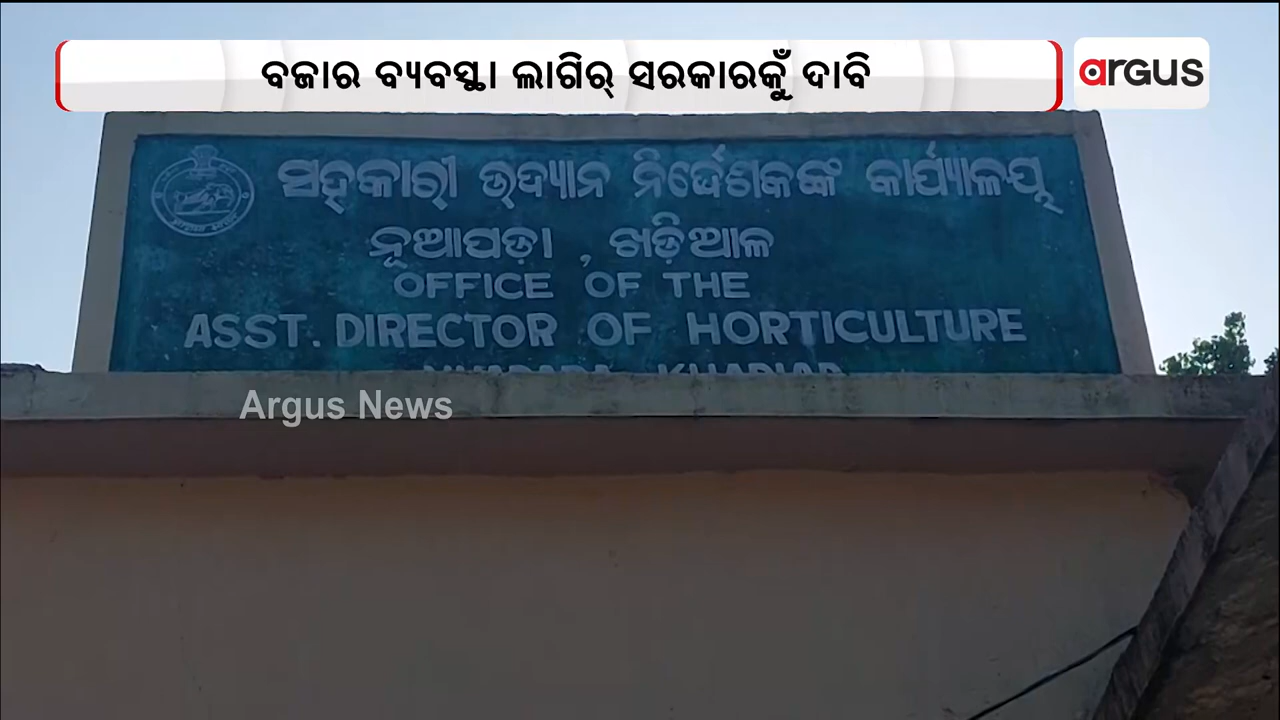 ବଜାର ବ୍ୟବସ୍ଥା ଲାଗିର୍ ସରକାରଙ୍କୁଁ ଦାବି
argus
ସହକାରୀ ଉଦ୍ୟାନ ନିର୍ଦ୍ଦେଶକଙ୍କ କାର୍ଯ୍ୟାଳୟ
ନୂଆପଡ଼ା , ଖଡ଼ିଆଳ
OFFICE OF THE
ASST. DIRECTOR OF HORTICULTURE
Argus News